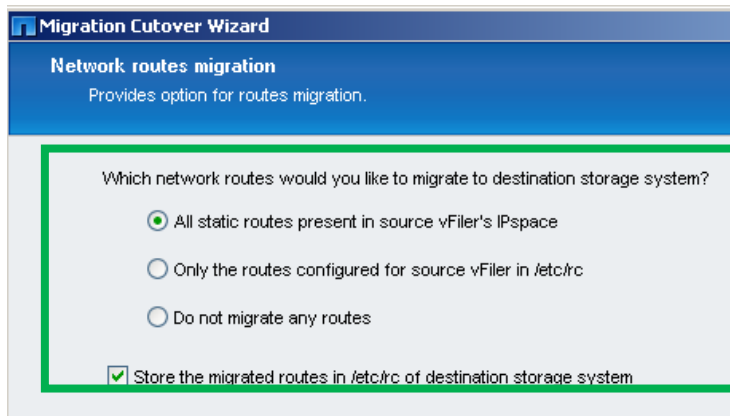 Migration Cutover Wizard
Network routes migration
Provides option for routes migration.
Which network routes would you like to migrate to destination storage system?
All static routes present in source vFiler's IPspace
Only the routes configured for source vFiler in /etc/rc
Do not migrate any routes
Store the migrated routes in /etc/rc of destination storage system